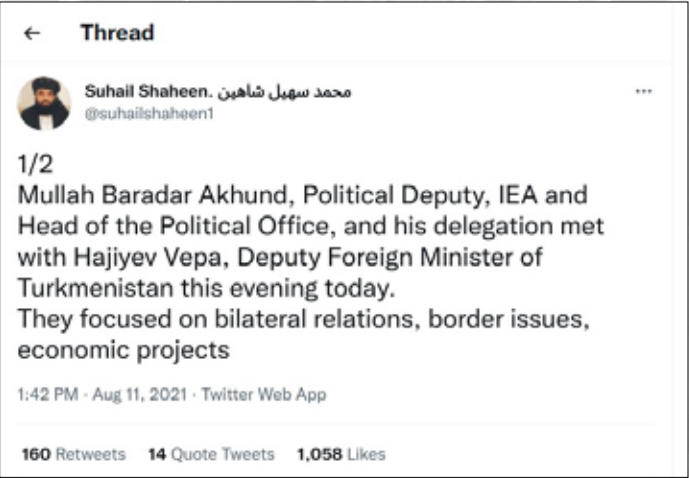 ← Thread
Suhail Shaheen. محمد سهيل شاهين
@suhailshaheen1
1/2
Mullah Baradar Akhund, Political Deputy, IEA and
Head of the Political Office, and his delegation met
with Hajiyev Vepa, Deputy Foreign Minister of
Turkmenistan this evening today.
They focused on bilateral relations, border issues,
economic projects
1:42 PM · Aug 11, 2021 · Twitter Web App
160 Retweets 14 Quote Tweets 1,058 Likes